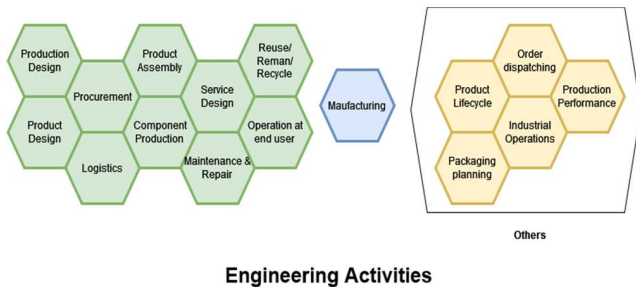 Production
Design
Product
Assembly
Reuse/
Reman/
Recycle
Procurement
Service
Design
Product
Design
Component
Production
Operation at
end user
Logistics
Maintenance &
Repair
Maufacturing
Order
dispatching
Product
Lifecycle
Production
Performance
Industrial
Operations
Packaging
planning
Others
Engineering Activities